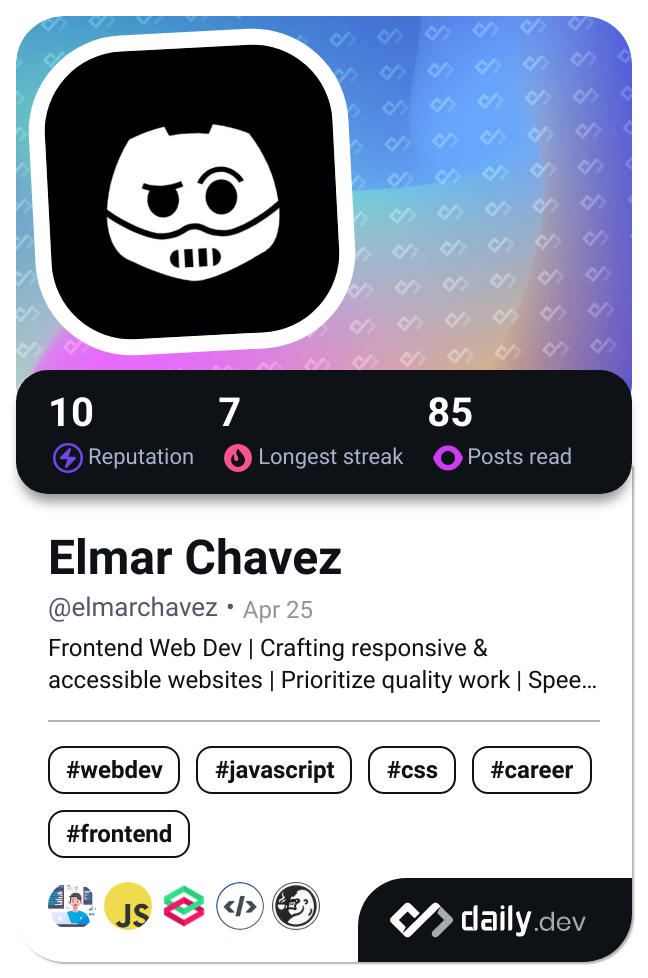 10 7 85
Reputation Longest streak Posts read
Elmar Chavez
@elmarchavez • Apr 25
Frontend Web Dev | Crafting responsive &
accessible websites | Prioritize quality work | Spee…
#webdev #javascript #css #career
#frontend
JS </>
daily.dev